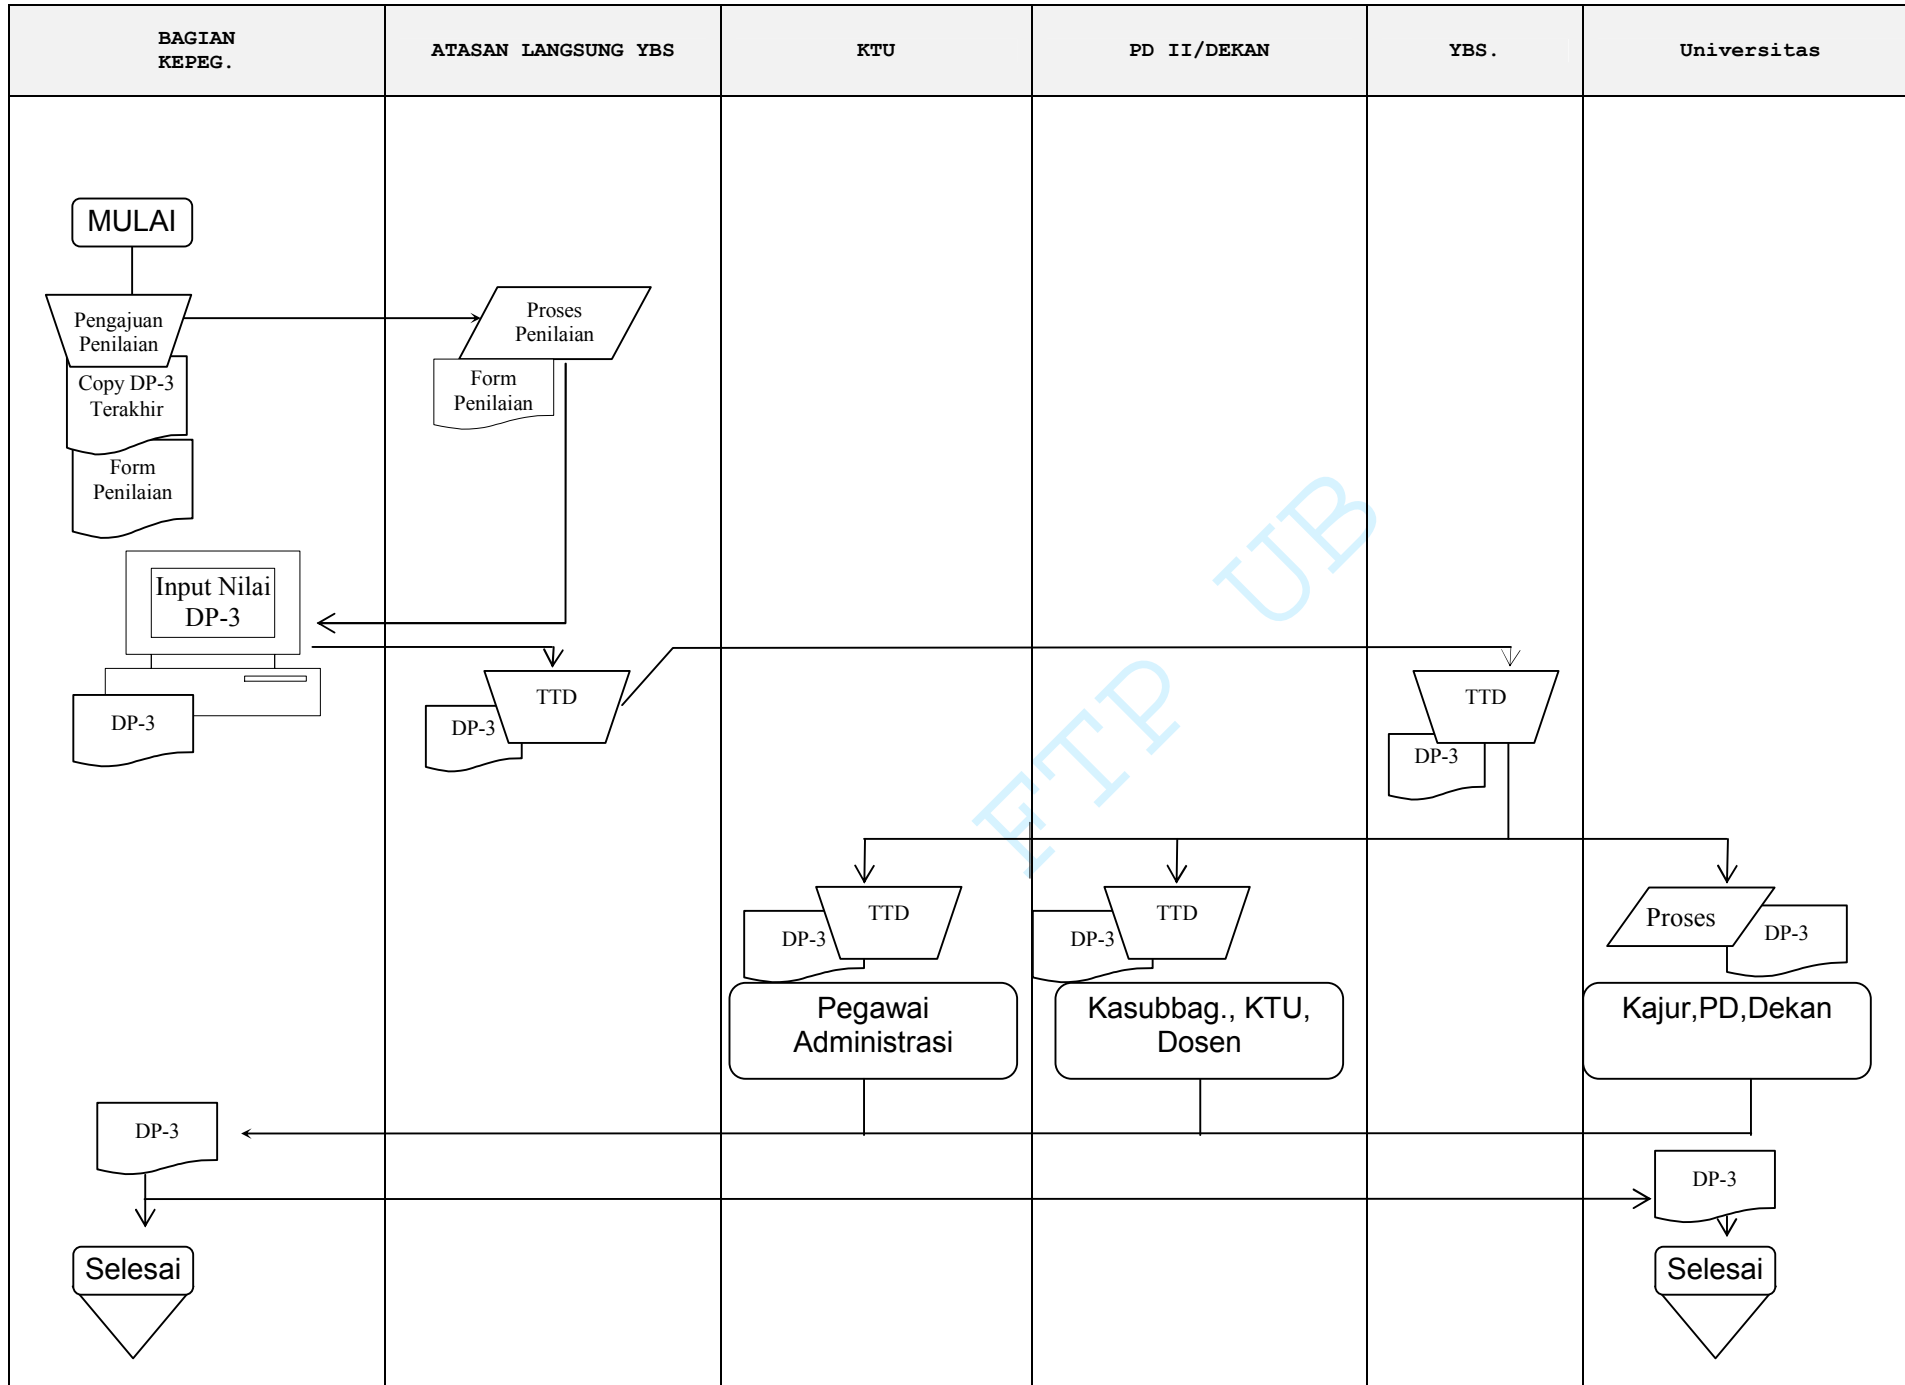 BAGIAN
KEPEG.
ATASAN LANGSUNG YBS
KTU
PD II/DEKAN
YBS.
Universitas
MULAI
Pengajuan
Penilaian
Proses
Penilaian
Copy DP-3
Terakhir
Form
Penilaian
Form
Penilaian
Input Nilai
DP-3
DP-3
TTD
DP-3
TTD
DP-3
TTD
DP-3
TTD
DP-3
Proses
DP-3
Pegawai
Administrasi
Kasubbag., KTU,
Dosen
Kajur,PD,Dekan
DP-3
DP-3
Selesai
Selesai
FTP UB